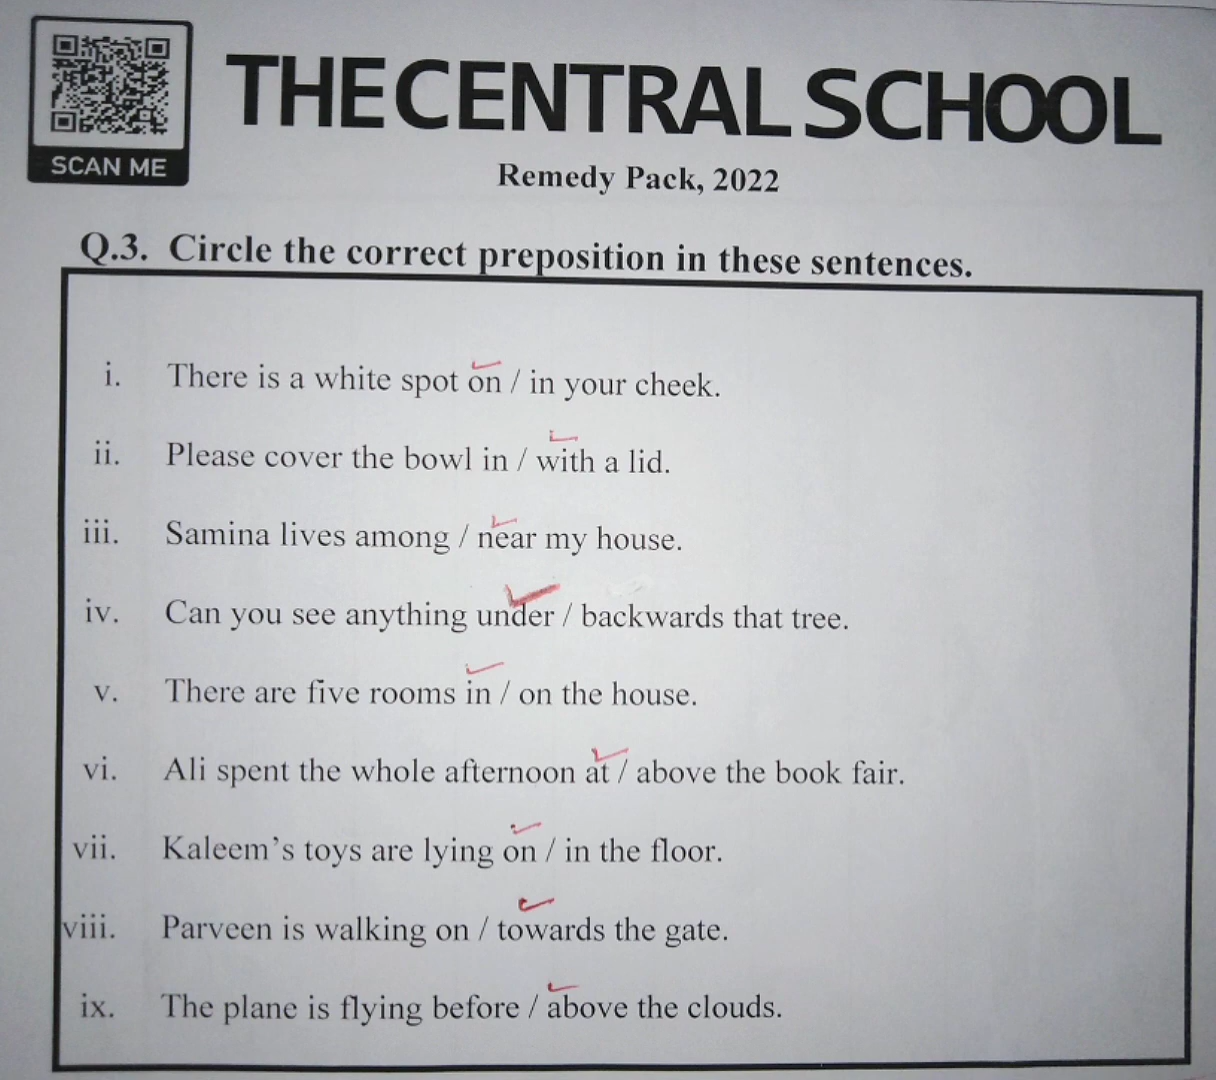 THE CENTRAL SCHOOL
SCAN ME
Remedy Pack, 2022
Q.3. Circle the correct preposition in these sentences.
i. There is a white spot on / in your cheek.
ii. Please cover the bowl in / with a lid.
iii. Samina lives among / near my house.
iv. Can you see anything under / backwards that tree.
v. There are five rooms in / on the house.
vi. Ali spent the whole afternoon at / above the book fair.
vii. Kaleem's toys are lying on / in the floor.
viii. Parveen is walking on / towards the gate.
ix. The plane is flying before / above the clouds.